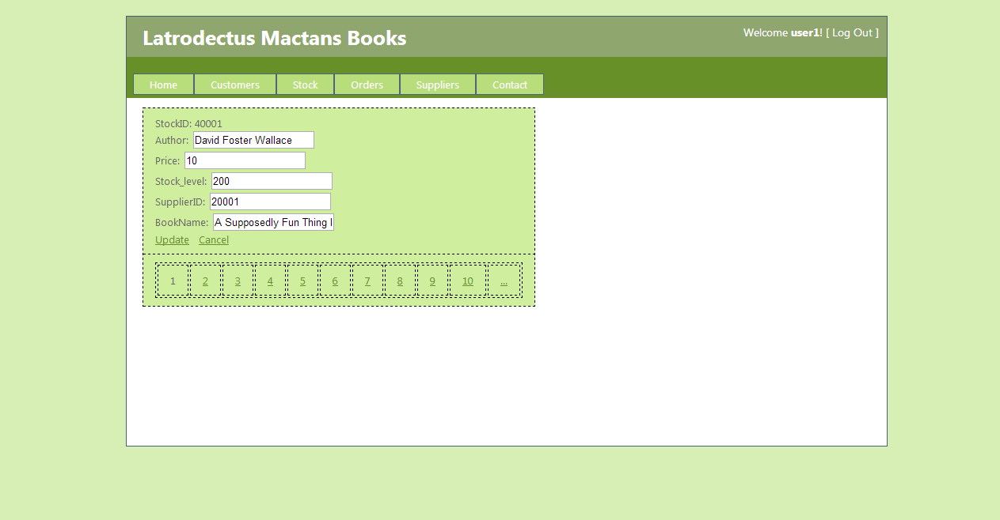 Latrodectus Mactans Books
Welcome user1! [ Log Out ]
Home Customers Stock Orders Suppliers Contact
StockID: 40001
Author: David Foster Wallace
Price: 10
Stock_level: 200
SupplierID: 20001
BookName: A Supposedly Fun Thing I
Update Cancel
1 2 3 4 5 6 7 8 9 10 ...